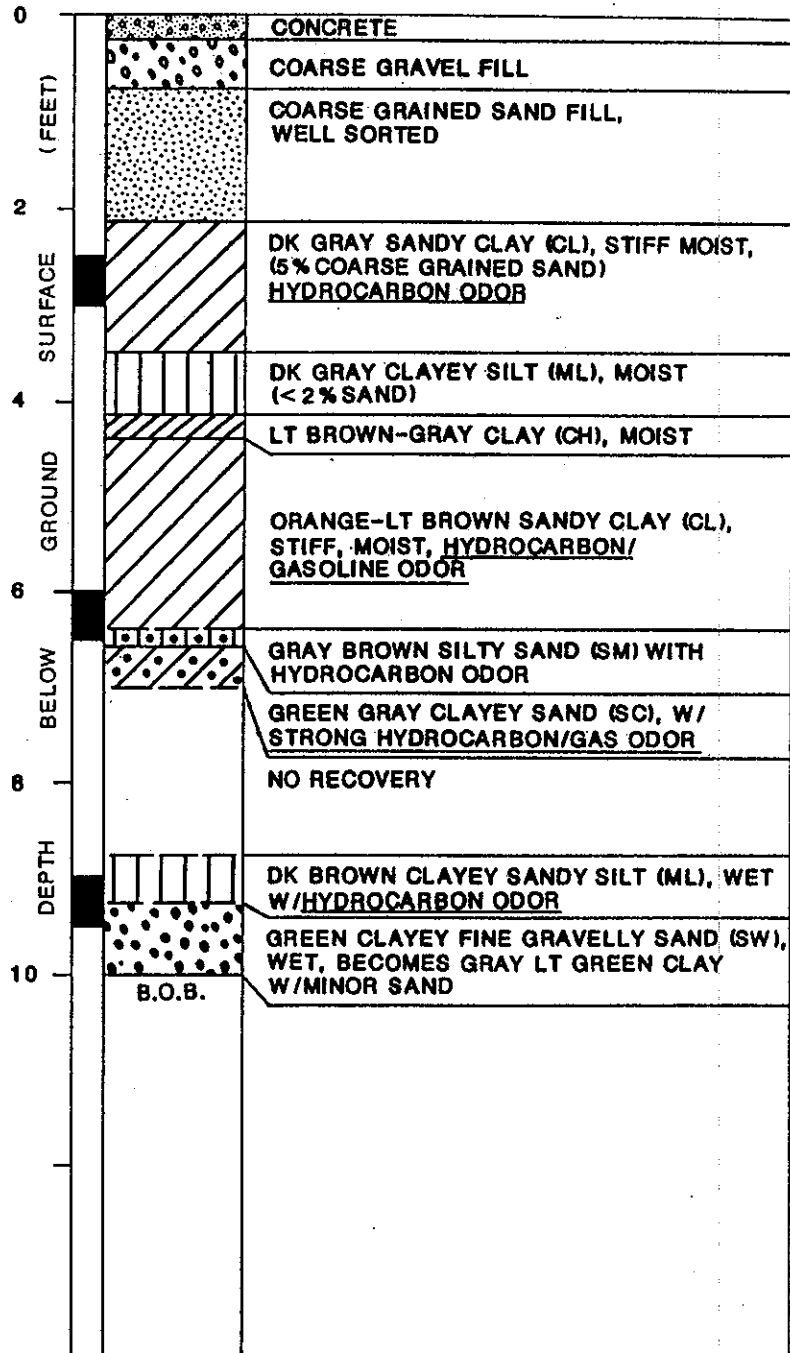 0
CONCRETE
COARSE GRAVEL FILL
COARSE GRAINED SAND FILL,
WELL SORTED
2
DK GRAY SANDY CLAY (CL), STIFF MOIST,
(5% COARSE GRAINED SAND)
HYDROCARBON ODOR
DK GRAY CLAYEY SILT (ML), MOIST
(<2% SAND)
4
LT BROWN-GRAY CLAY (CH), MOIST
ORANGE-LT BROWN SANDY CLAY (CL),
STIFF, MOIST, HYDROCARBON/
GASOLINE ODOR
6
GRAY BROWN SILTY SAND (SM) WITH
HYDROCARBON ODOR
GREEN GRAY CLAYEY SAND (SC), W/
STRONG HYDROCARBON/GAS ODOR
8
NO RECOVERY
DK BROWN CLAYEY SANDY SILT (ML), WET
W/HYDROCARBON ODOR
GREEN CLAYEY FINE GRAVELLY SAND (SW),
WET, BECOMES GRAY LT GREEN CLAY
W/MINOR SAND
10
B.O.B.
DEPTH BELOW GROUND SURFACE (FEET)